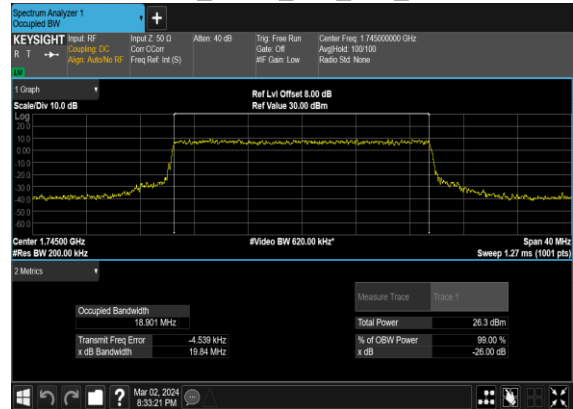 Spectrum Analyzer 1
Occupied BW
+
KEYSIGHT Input: RF Input Z: 50 Ω Atten: 40 dB Trig: Free Run Center Freq: 1.745000000 GHz
R T Coupling: DC Corr CCorr Gate: Off Avg|Hold: 100/100
Align: Auto/No RF Freq Ref: Int (S) #IF Gain: Low Radio Std: None
LW
1 Graph
Ref Lvl Offset 8.00 dB
Scale/Div 10.0 dB Ref Value 30.00 dBm
Log
20.0
10.0
0.00
-10.0
-20.0
-30.0
-40.0
-50.0
-60.0
Center 1.74500 GHz #Video BW 620.00 kHz* Span 40 MHz
#Res BW 200.00 kHz Sweep 1.27 ms (1001 pts)
2 Metrics
Measure Trace Trace 1
Occupied Bandwidth
18.901 MHz Total Power 26.3 dBm
Transmit Freq Error -4.539 kHz % of OBW Power 99.00 %
x dB Bandwidth 19.84 MHz x dB -26.00 dB
? Mar 02, 2024
8:33:21 PM